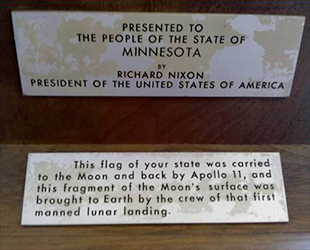 PRESENTED TO
THE PEOPLE OF THE STATE OF
MINNESOTA
BY
RICHARD NIXON
PRESIDENT OF THE UNITED STATES OF AMERICA
This flag of your state was carried
to the Moon and back by Apollo 11, and
this fragment of the Moon's surface was
brought to Earth by the crew of that first
manned lunar landing.